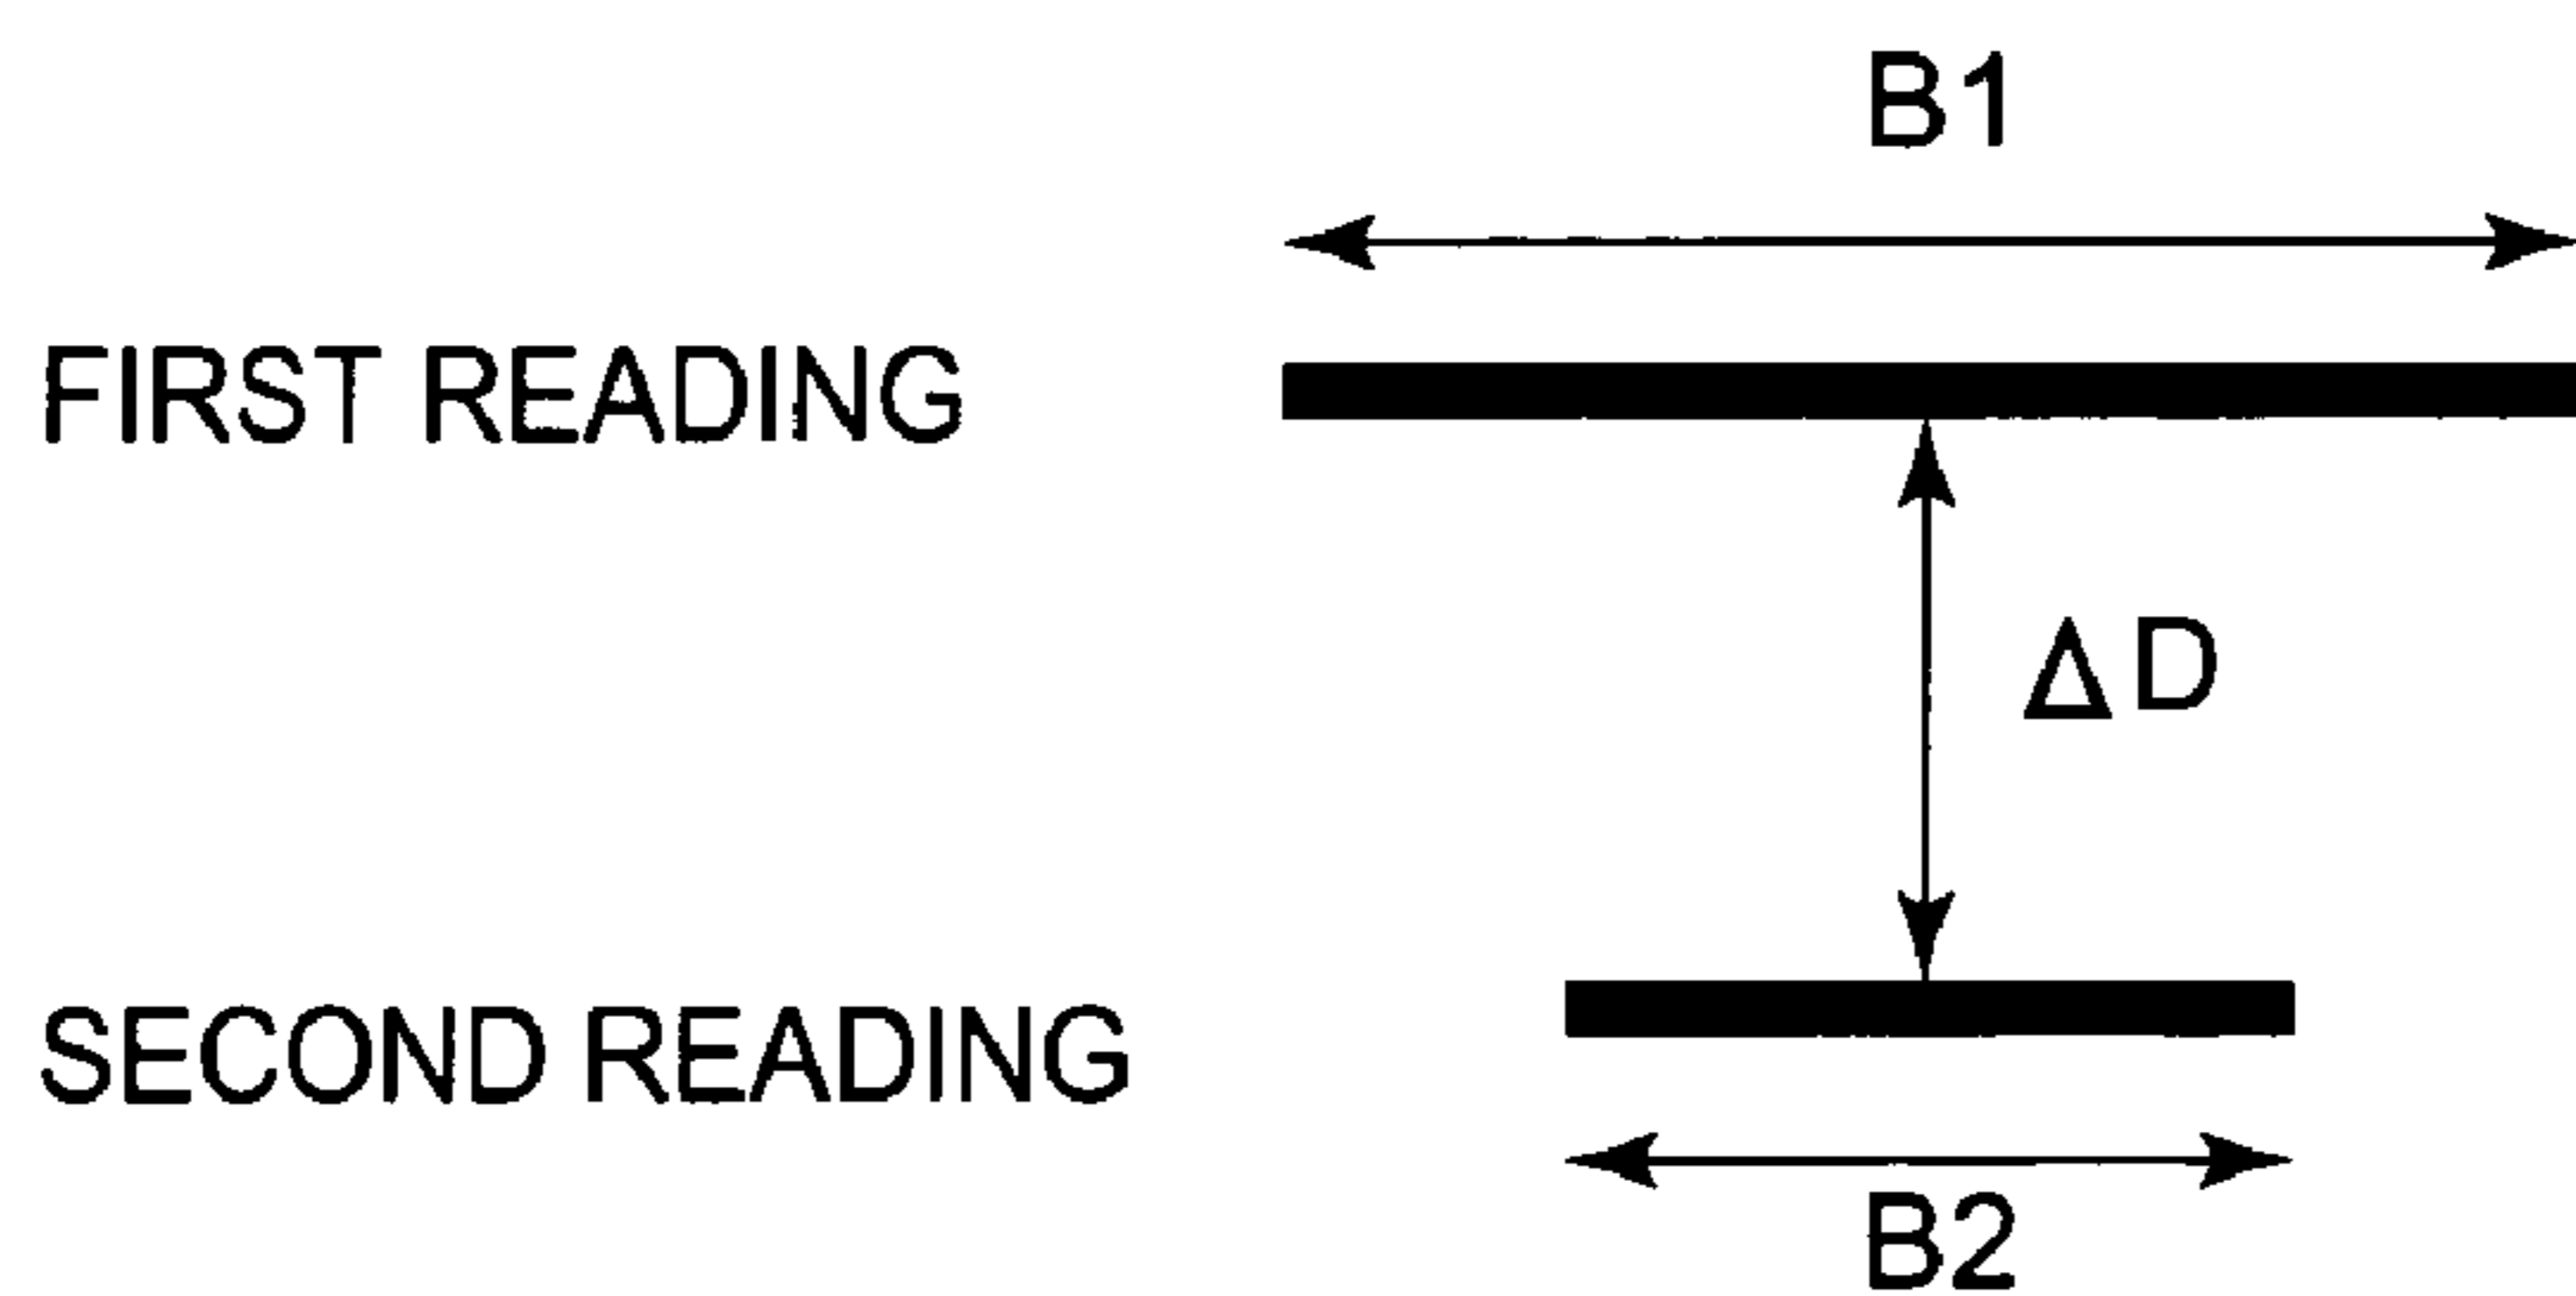 B1
FIRST READING
ΔD
SECOND READING
B2